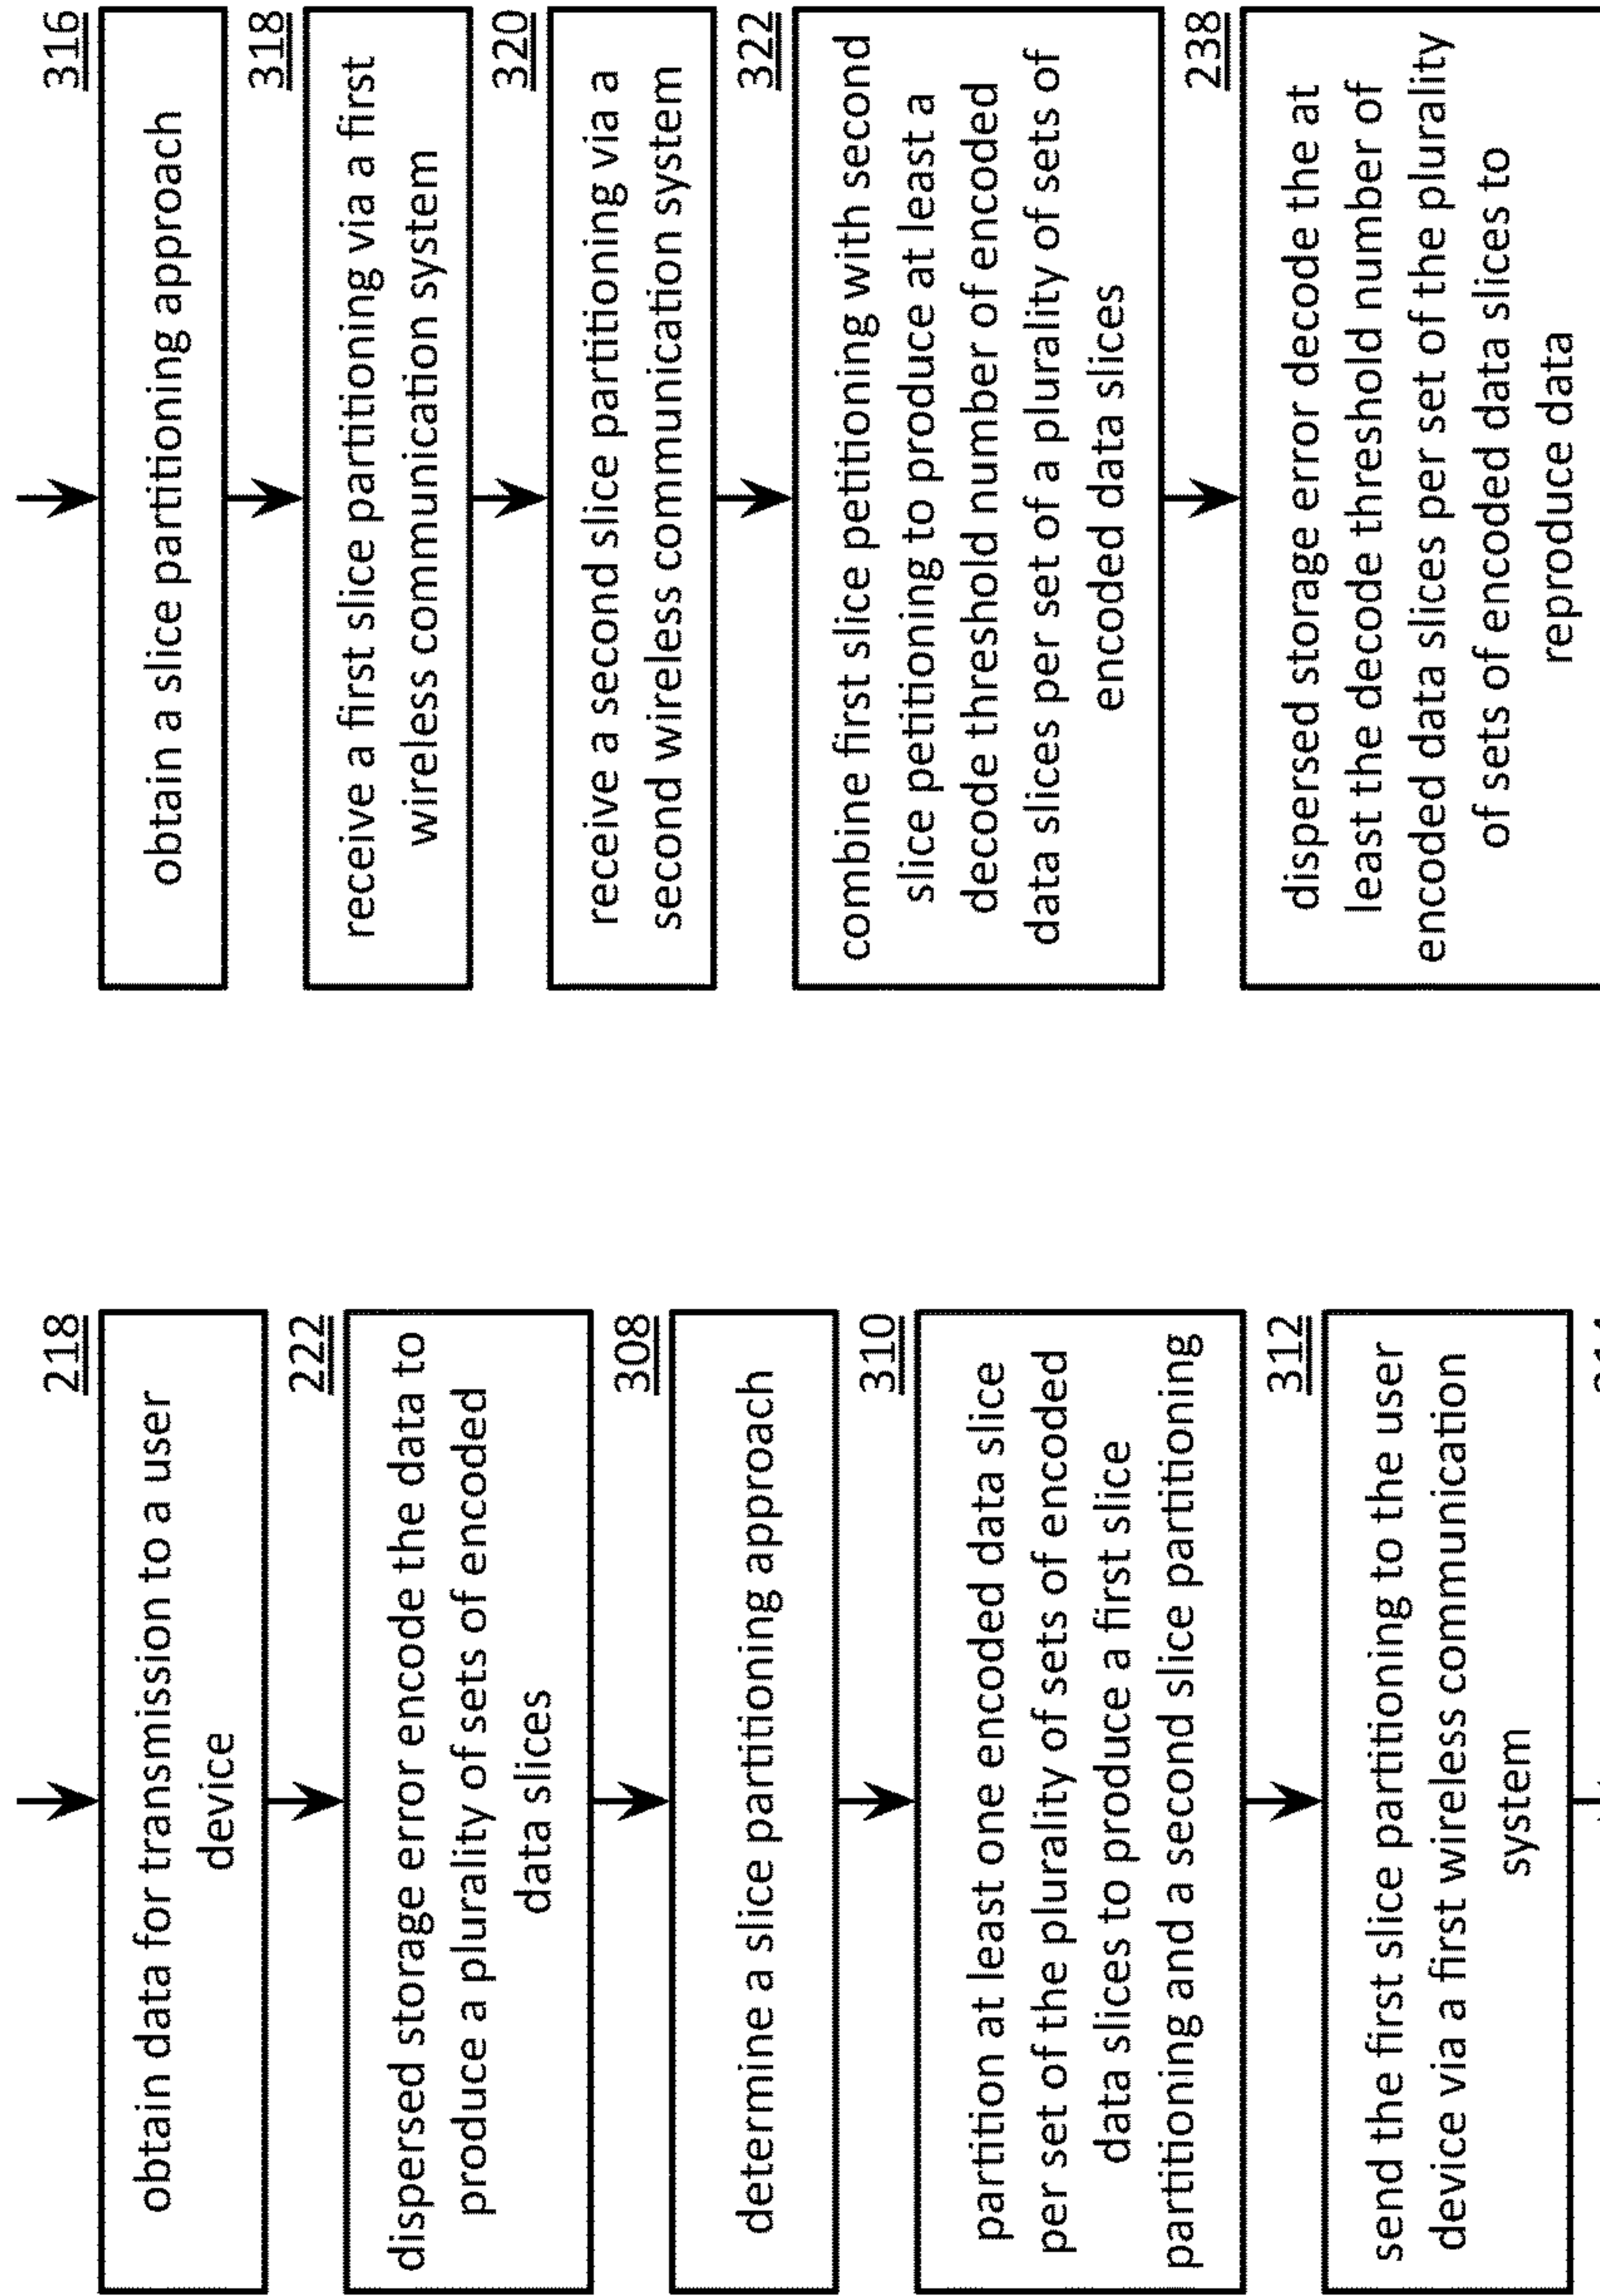 218
obtain data for transmission to a user
device
222
dispersed storage error encode the data to
produce a plurality of sets of encoded
data slices
308
determine a slice partitioning approach
310
partition at least one encoded data slice
per set of the plurality of sets of encoded
data slices to produce a first slice
partitioning and a second slice partitioning
312
send the first slice partitioning to the user
device via a first wireless communication
system
316
obtain a slice partitioning approach
318
receive a first slice partitioning via a first
wireless communication system
320
receive a second slice partitioning via a
second wireless communication system
322
combine first slice petitioning with second
slice petitioning to produce at least a
decode threshold number of encoded
data slices per set of a plurality of sets of
encoded data slices
238
dispersed storage error decode the at
least the decode threshold number of
encoded data slices per set of the plurality
of sets of encoded data slices to
reproduce data